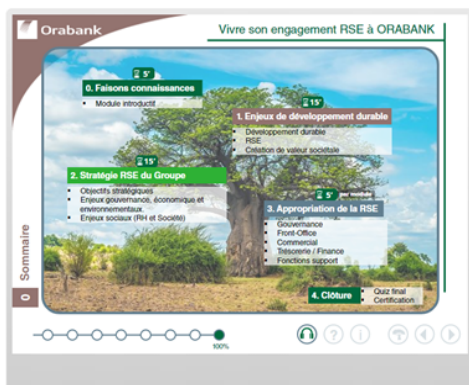 Orabank
Vivre son engagement RSE à ORABANK
5'
0. Faisons connaissances
Module introductif
15'
1. Enjeux de développement durable
Développement durable
RSE
Création de valeur sociétale
15'
2. Stratégie RSE du Groupe
Objectifs stratégiques
Enjeux gouvernance, économique et
environnementaux.
Enjeux sociaux (RH et Société)
5' par module
3. Appropriation de la RSE
Gouvernance
Front-Office
Commercial
Trésorerie / Finance
Fonctions support
4. Clôture
Quiz final
Certification
Sommaire
0
100%